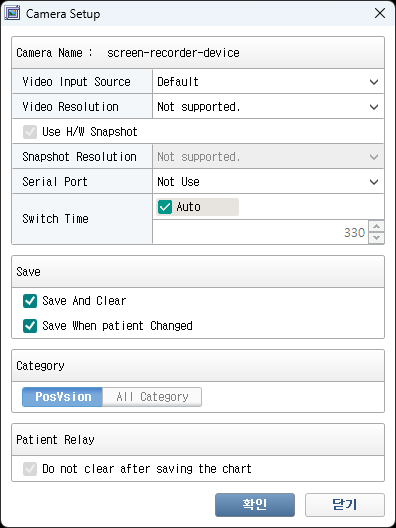 Camera Setup
Camera Name : screen-recorder-device
Video Input Source Default
Video Resolution Not supported.
Use H/W Snapshot
Snapshot Resolution Not supported.
Serial Port Not Use
Switch Time Auto
330
Save
Save And Clear
Save When patient Changed
Category
PosVsion All Category
Patient Relay
Do not clear after saving the chart
확인 닫기